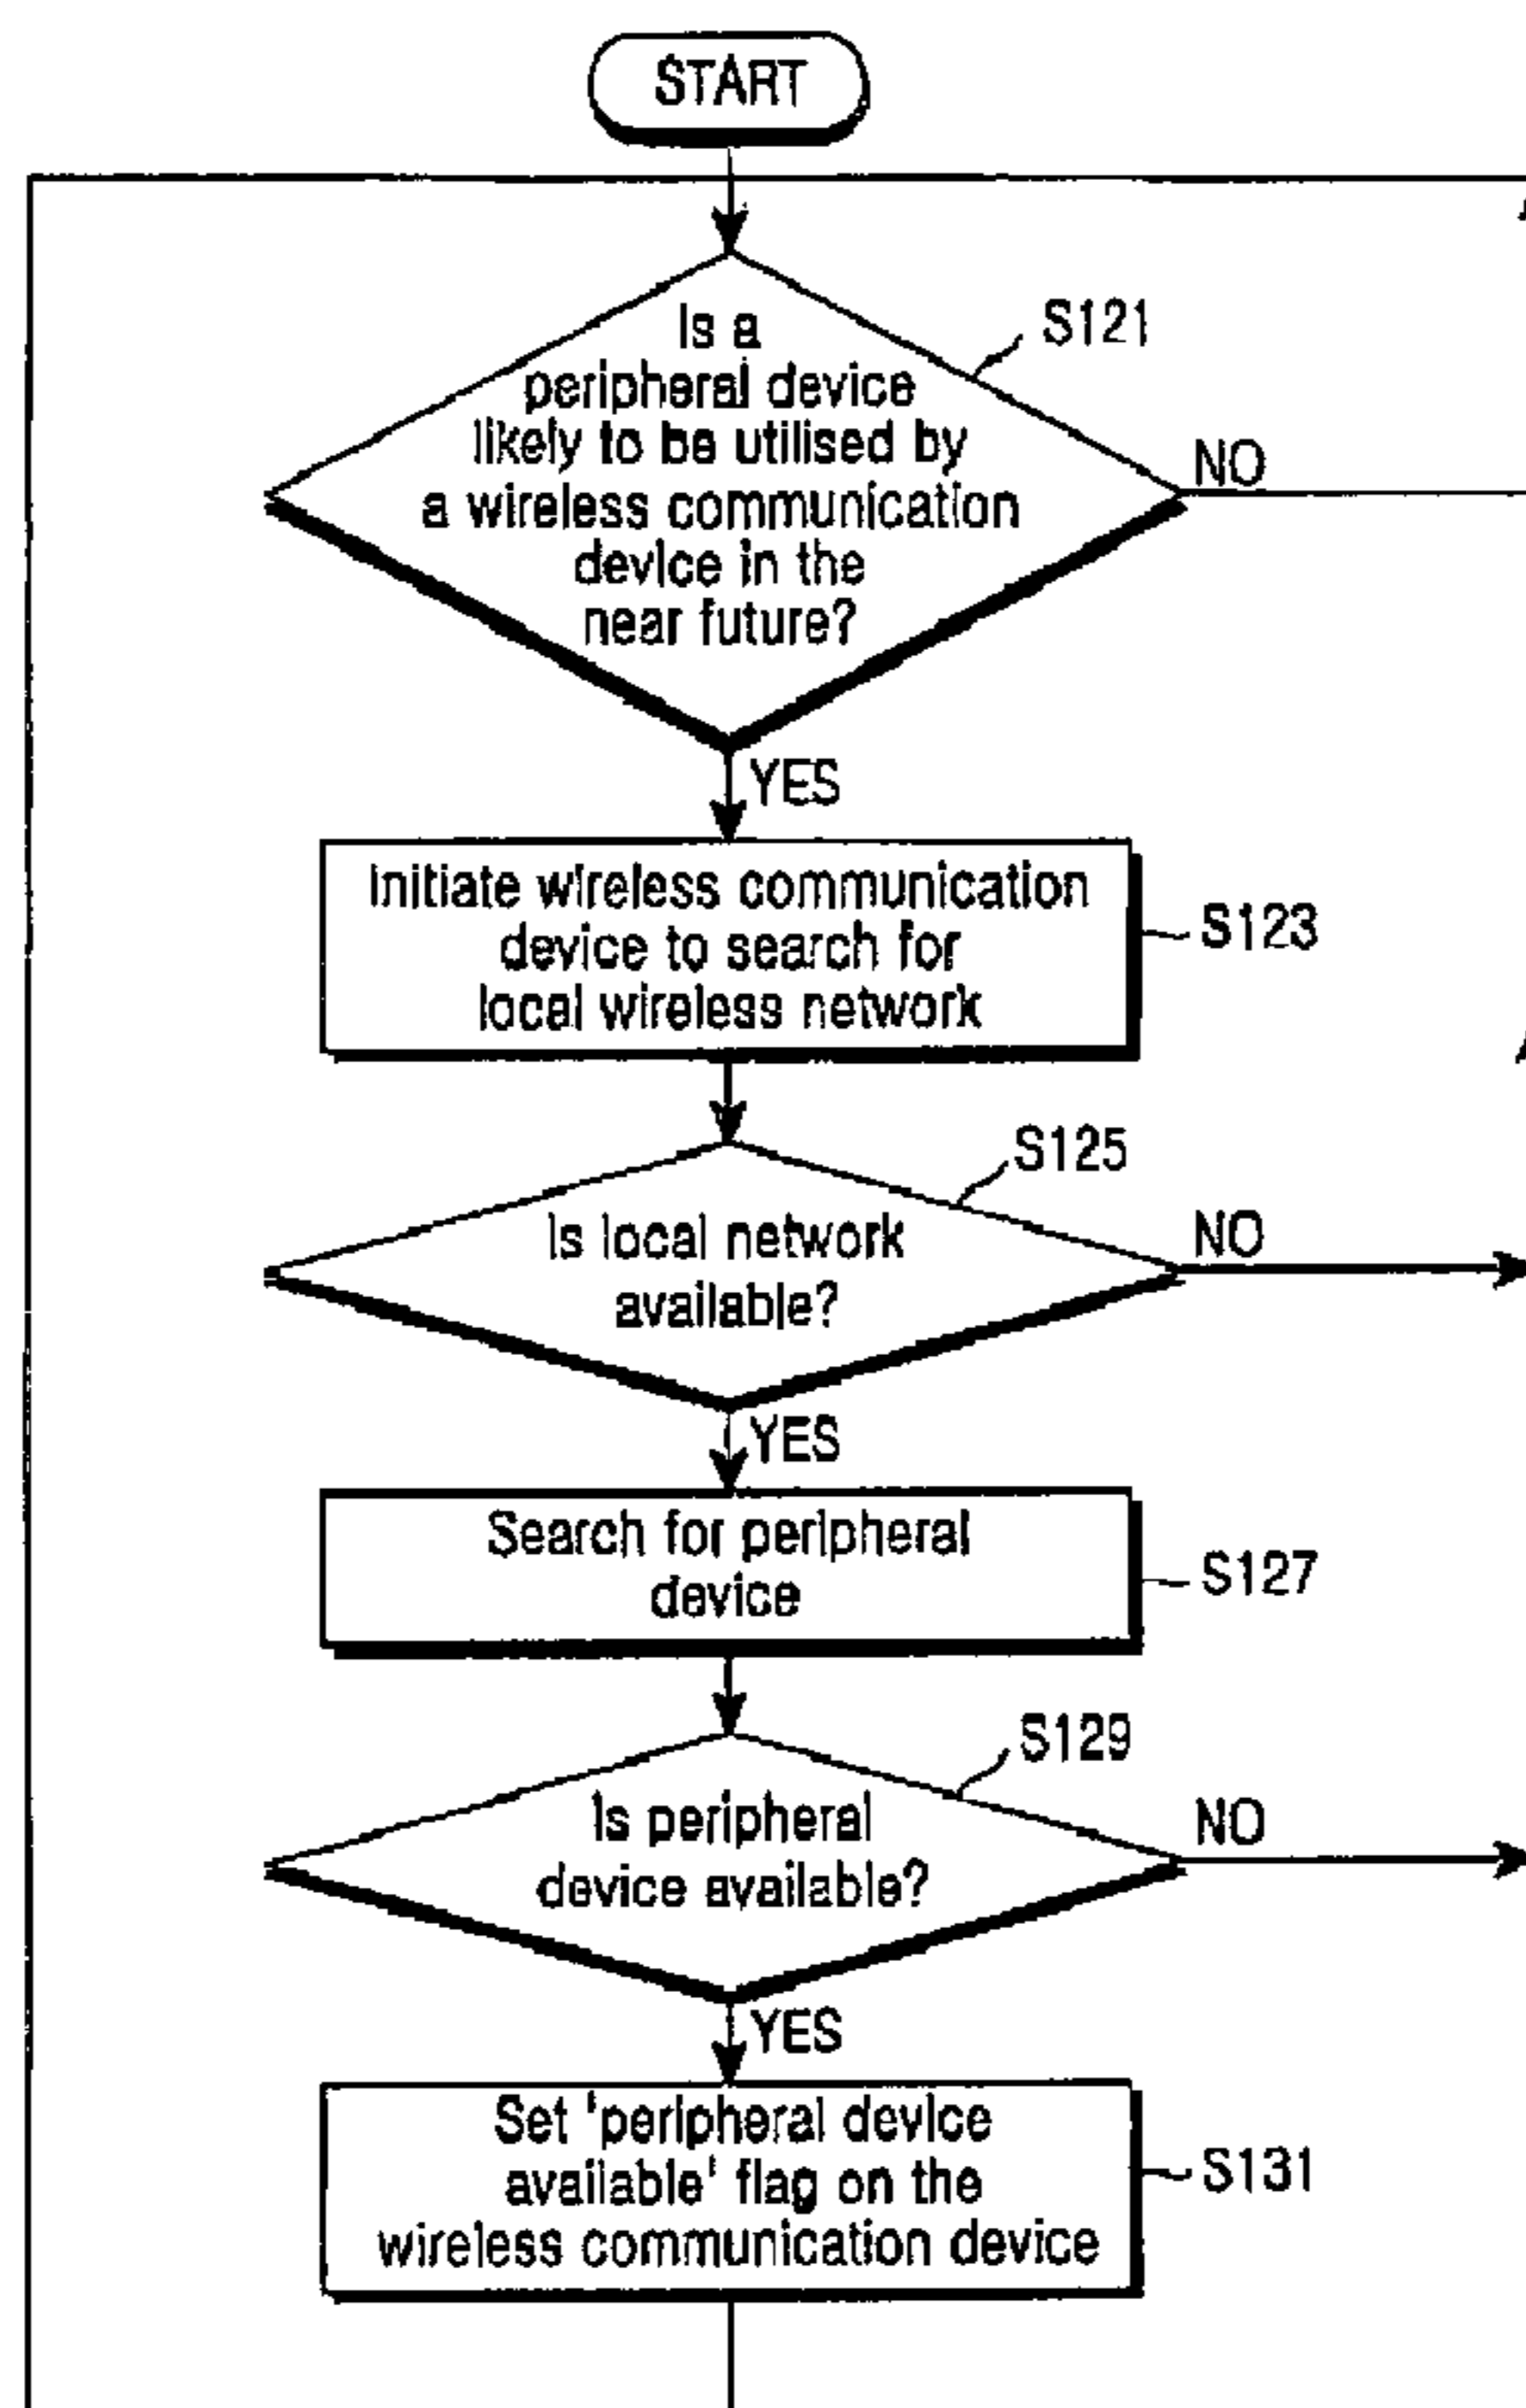 START
Is a
peripheral device
likely to be utilised by
a wireless communication
device in the
near future?
S121
NO
YES
Initiate wireless communication
device to search for
local wireless network
S123
S125
Is local network
available?
NO
YES
Search for peripheral
device
S127
S129
Is peripheral
device available?
NO
YES
Set 'peripheral device
available' flag on the
wireless communication device
S131